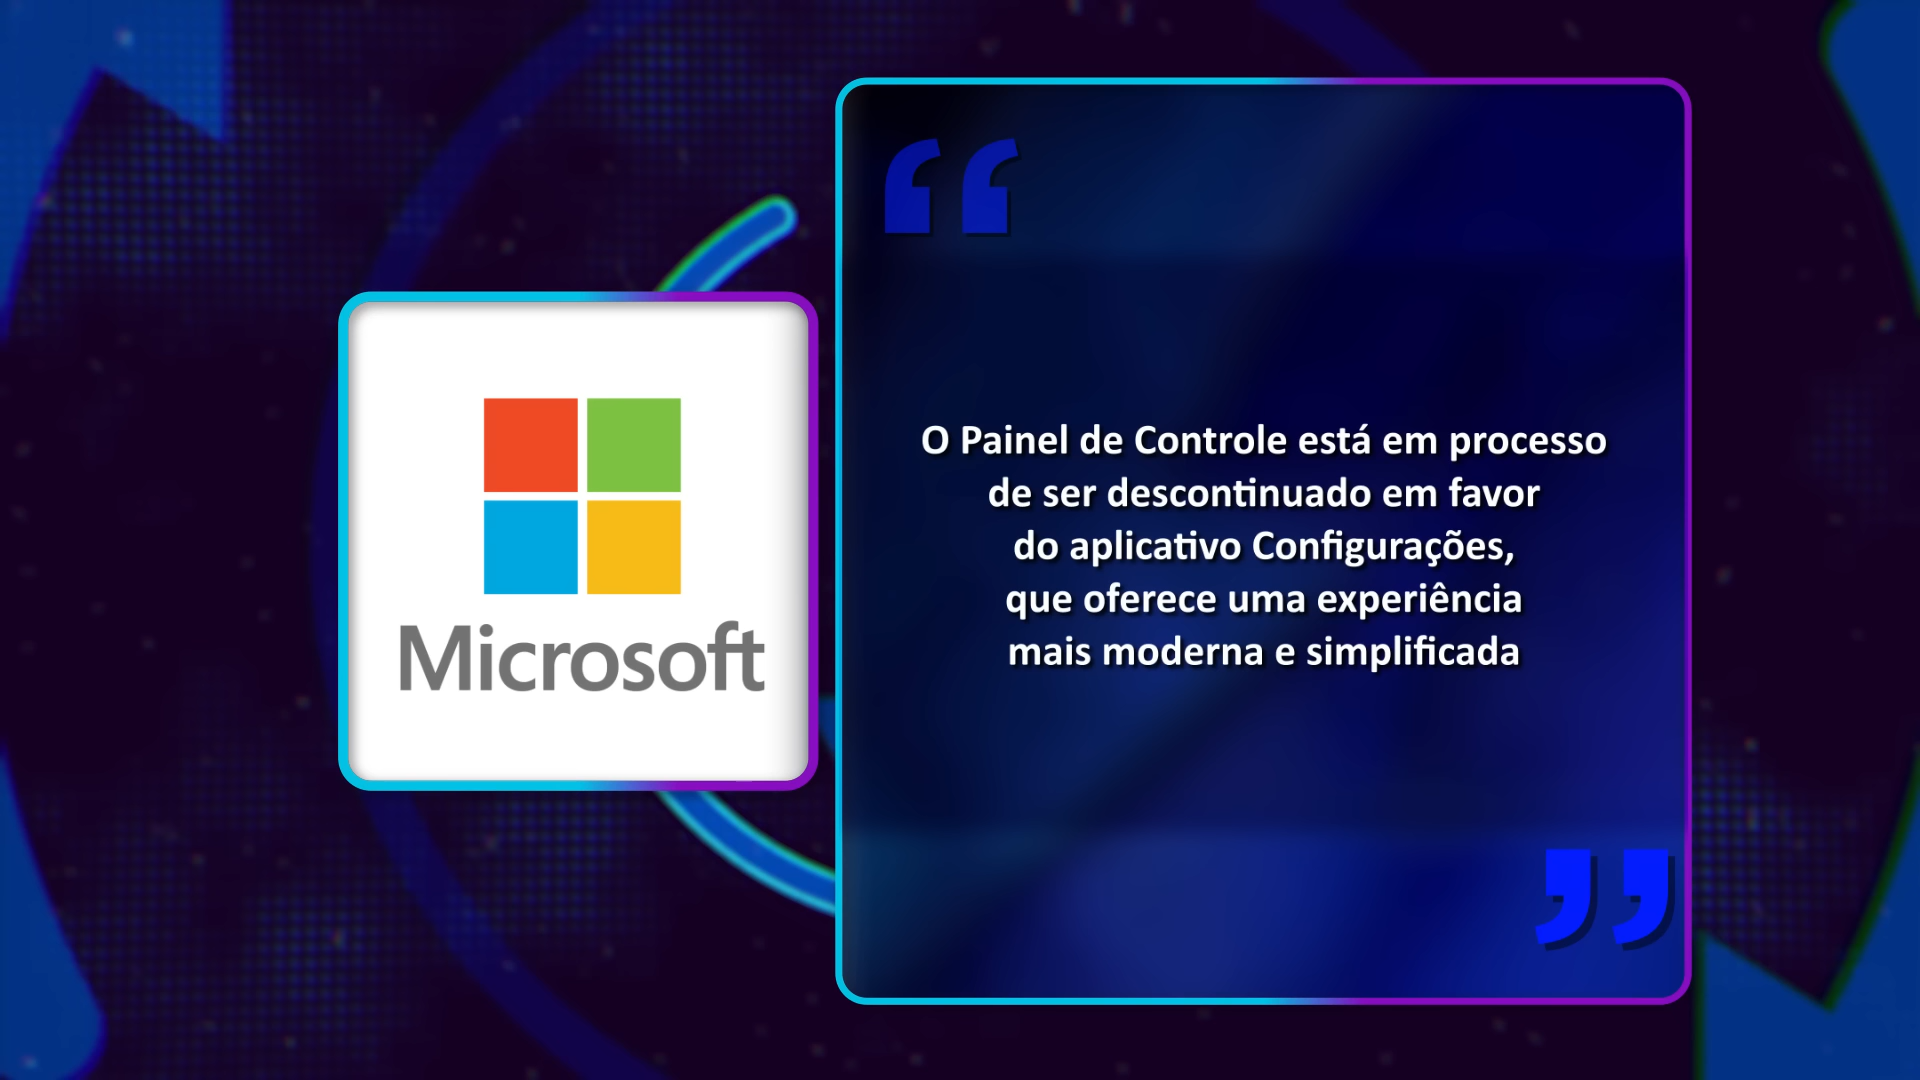 Microsoft
O Painel de Controle está em processo
de ser descontinuado em favor
do aplicativo Configurações,
que oferece uma experiência
mais moderna e simplificada